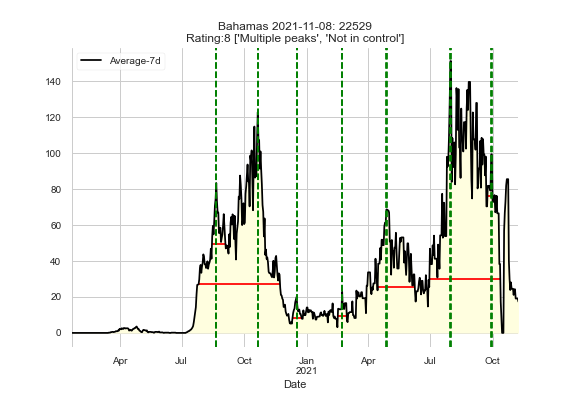 Bahamas 2021-11-08: 22529
Rating:8 ['Multiple peaks', 'Not in control']
Average-7d
140
120
100
80
60
40
20
0
Apr Jul Oct Jan Apr Jul Oct
2021
Date